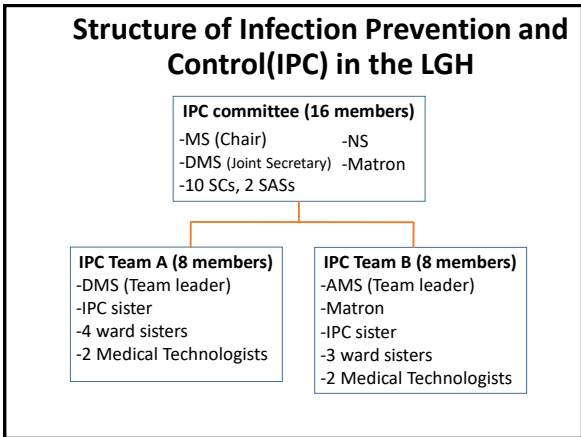 Structure of Infection Prevention and
Control(IPC) in the LGH
IPC committee (16 members)
-MS (Chair) -NS
-DMS (Joint Secretary) -Matron
-10 SCs, 2 SASs
IPC Team A (8 members)
-DMS (Team leader)
-IPC sister
-4 ward sisters
-2 Medical Technologists
IPC Team B (8 members)
-AMS (Team leader)
-Matron
-IPC sister
-3 ward sisters
-2 Medical Technologists